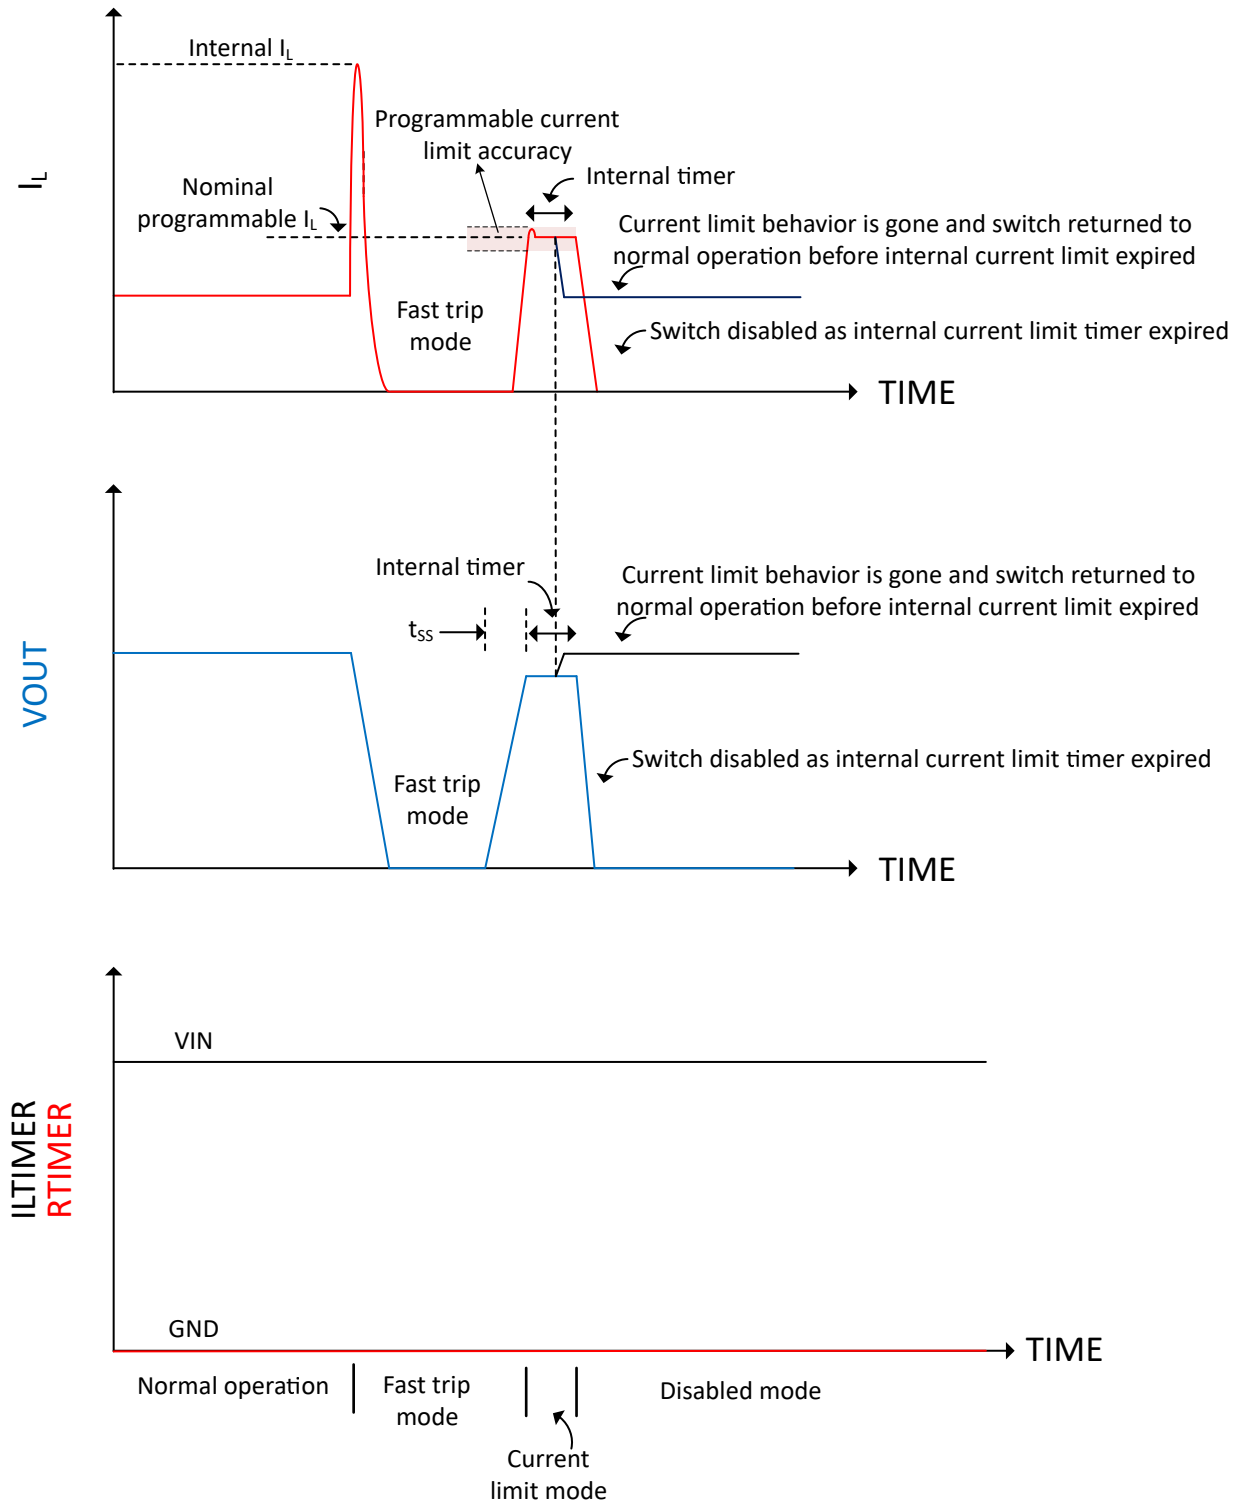 Internal IL
Programmable current
limit accuracy
Internal timer
Nominal
programmable IL
IL
Current limit behavior is gone and switch returned to
normal operation before internal current limit expired
Fast trip
mode
Switch disabled as internal current limit timer expired
TIME
Internal timer
Current limit behavior is gone and switch returned to
normal operation before internal current limit expired
tSS
VOUT
Switch disabled as internal current limit timer expired
Fast trip
mode
TIME
VIN
ILTIMER
RTIMER
GND
TIME
Normal operation
Fast trip
mode
Disabled mode
Current
limit mode